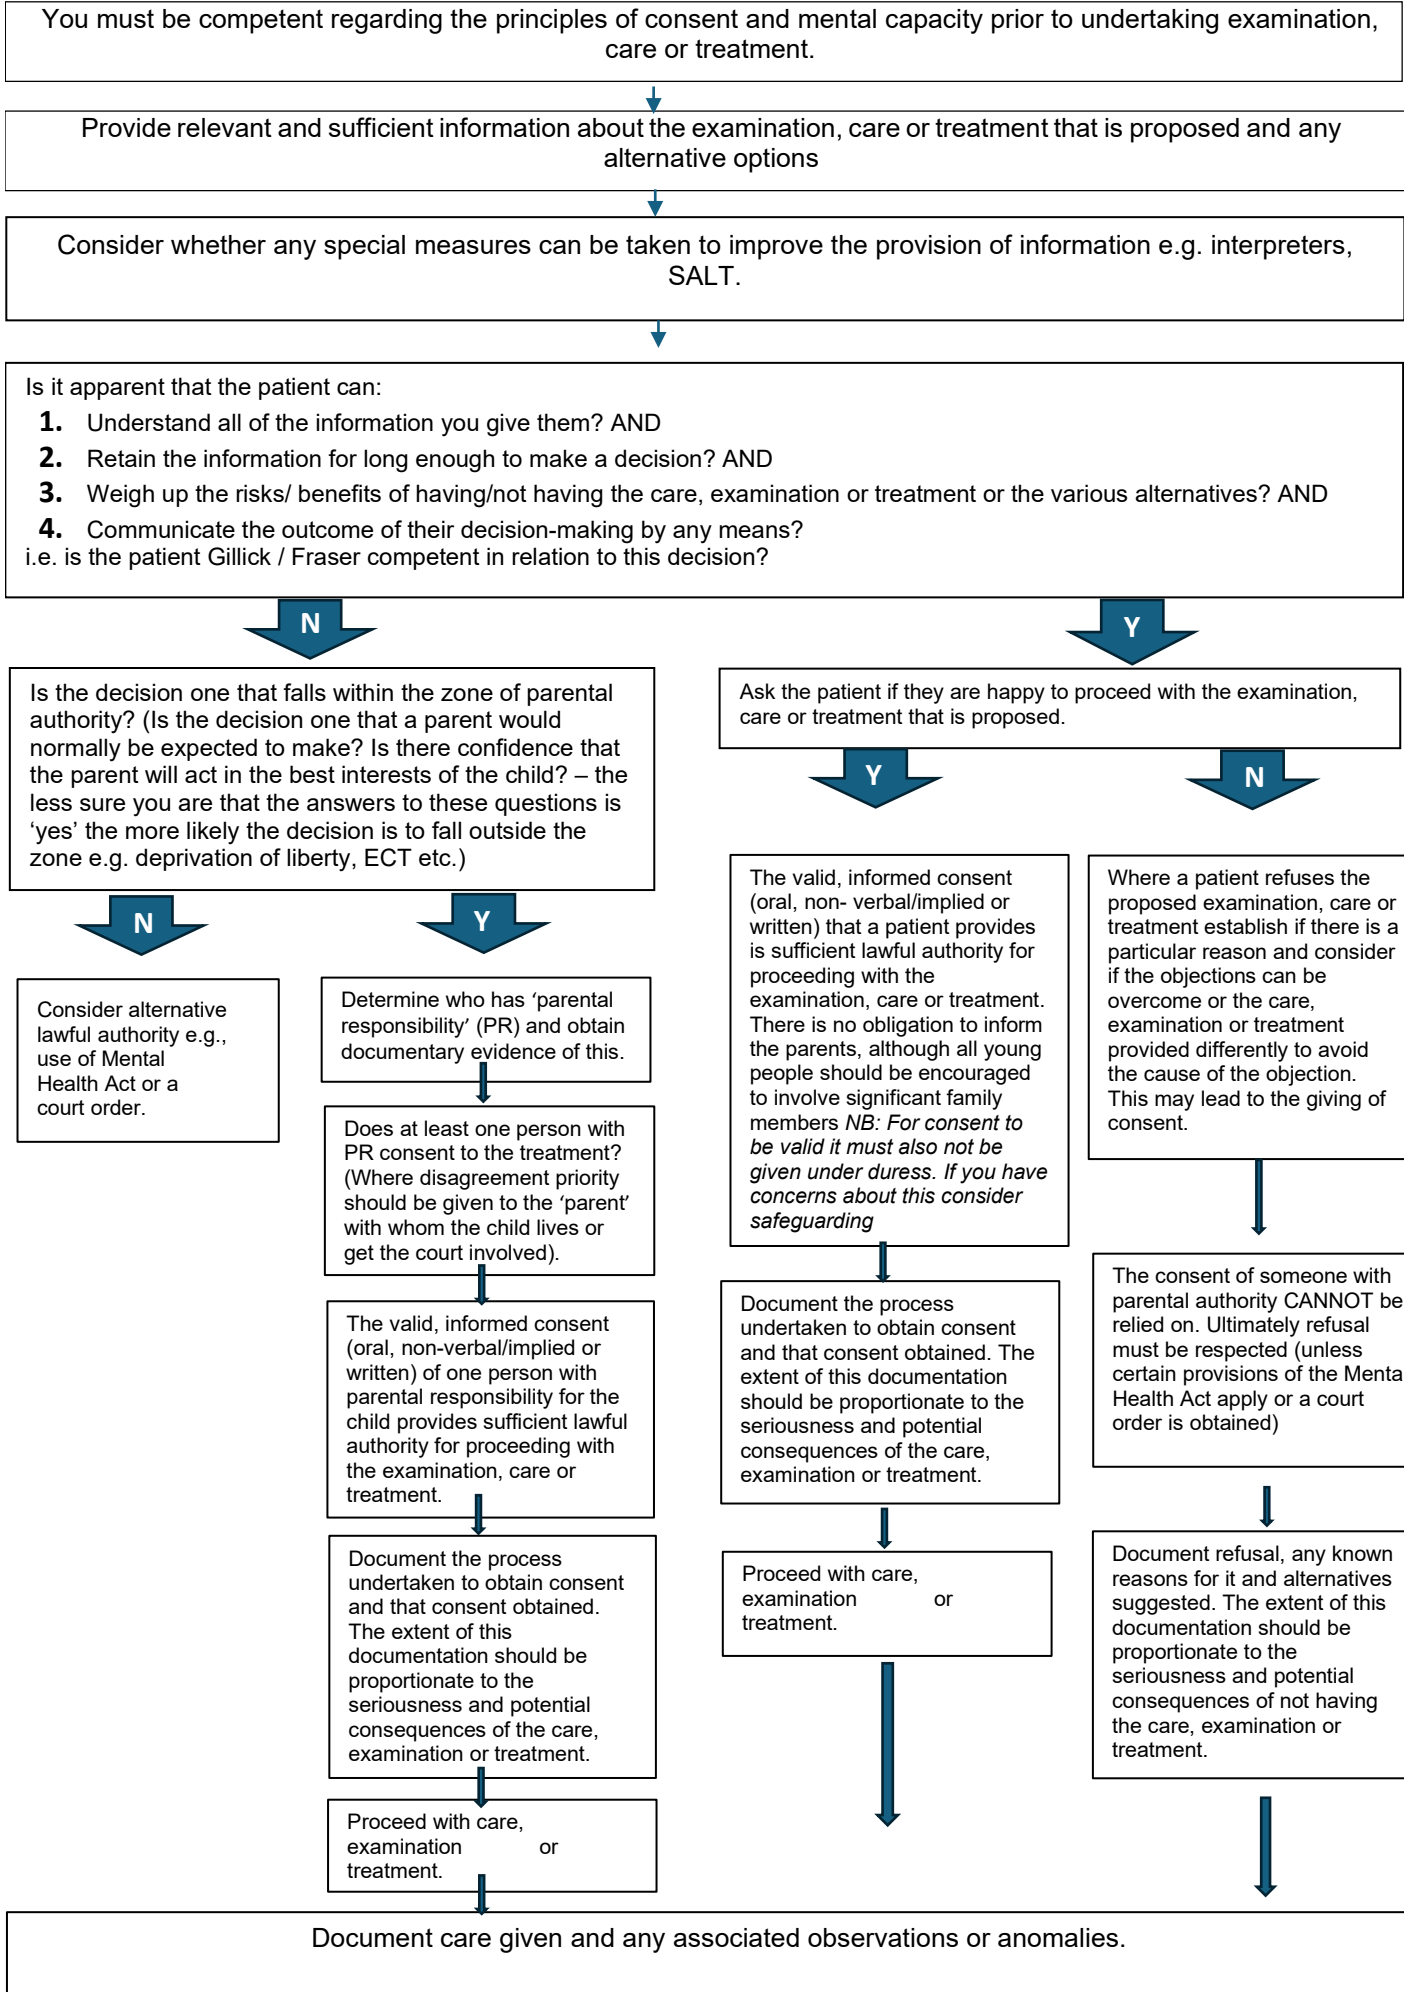 You must be competent regarding the principles of consent and mental capacity prior to undertaking examination,
care or treatment.
Provide relevant and sufficient information about the examination, care or treatment that is proposed and any
alternative options
Consider whether any special measures can be taken to improve the provision of information e.g. interpreters,
SALT.
Is it apparent that the patient can:
1. Understand all of the information you give them? AND
2. Retain the information for long enough to make a decision? AND
3. Weigh up the risks/ benefits of having/not having the care, examination or treatment or the various alternatives? AND
4. Communicate the outcome of their decision-making by any means?
i.e. is the patient Gillick / Fraser competent in relation to this decision?
N
Y
Is the decision one that falls within the zone of parental
authority? (Is the decision one that a parent would
normally be expected to make? Is there confidence that
the parent will act in the best interests of the child? – the
less sure you are that the answers to these questions is
‘yes’ the more likely the decision is to fall outside the
zone e.g. deprivation of liberty, ECT etc.)
N
Y
Consider alternative
lawful authority e.g.,
use of Mental
Health Act or a
court order.
Determine who has ‘parental
responsibility’ (PR) and obtain
documentary evidence of this.
Does at least one person with
PR consent to the treatment?
(Where disagreement priority
should be given to the ‘parent’
with whom the child lives or
get the court involved).
The valid, informed consent
(oral, non-verbal/implied or
written) of one person with
parental responsibility for the
child provides sufficient lawful
authority for proceeding with
the examination, care or
treatment.
Document the process
undertaken to obtain consent
and that consent obtained.
The extent of this
documentation should be
proportionate to the
seriousness and potential
consequences of the care,
examination or treatment.
Proceed with care,
examination or
treatment.
Ask the patient if they are happy to proceed with the examination,
care or treatment that is proposed.
Y
N
The valid, informed consent
(oral, non- verbal/implied or
written) that a patient provides
is sufficient lawful authority for
proceeding with the
examination, care or treatment.
There is no obligation to inform
the parents, although all young
people should be encouraged
to involve significant family
members NB: For consent to
be valid it must also not be
given under duress. If you have
concerns about this consider
safeguarding
Document the process
undertaken to obtain consent
and that consent obtained. The
extent of this documentation
should be proportionate to the
seriousness and potential
consequences of the care,
examination or treatment.
Proceed with care,
examination or
treatment.
Where a patient refuses the
proposed examination, care or
treatment establish if there is a
particular reason and consider
if the objections can be
overcome or the care,
examination or treatment
provided differently to avoid
the cause of the objection.
This may lead to the giving of
consent.
The consent of someone with
parental authority CANNOT be
relied on. Ultimately refusal
must be respected (unless
certain provisions of the Menta
Health Act apply or a court
order is obtained)
Document refusal, any known
reasons for it and alternatives
suggested. The extent of this
documentation should be
proportionate to the
seriousness and potential
consequences of not having
the care, examination or
treatment.
Document care given and any associated observations or anomalies.